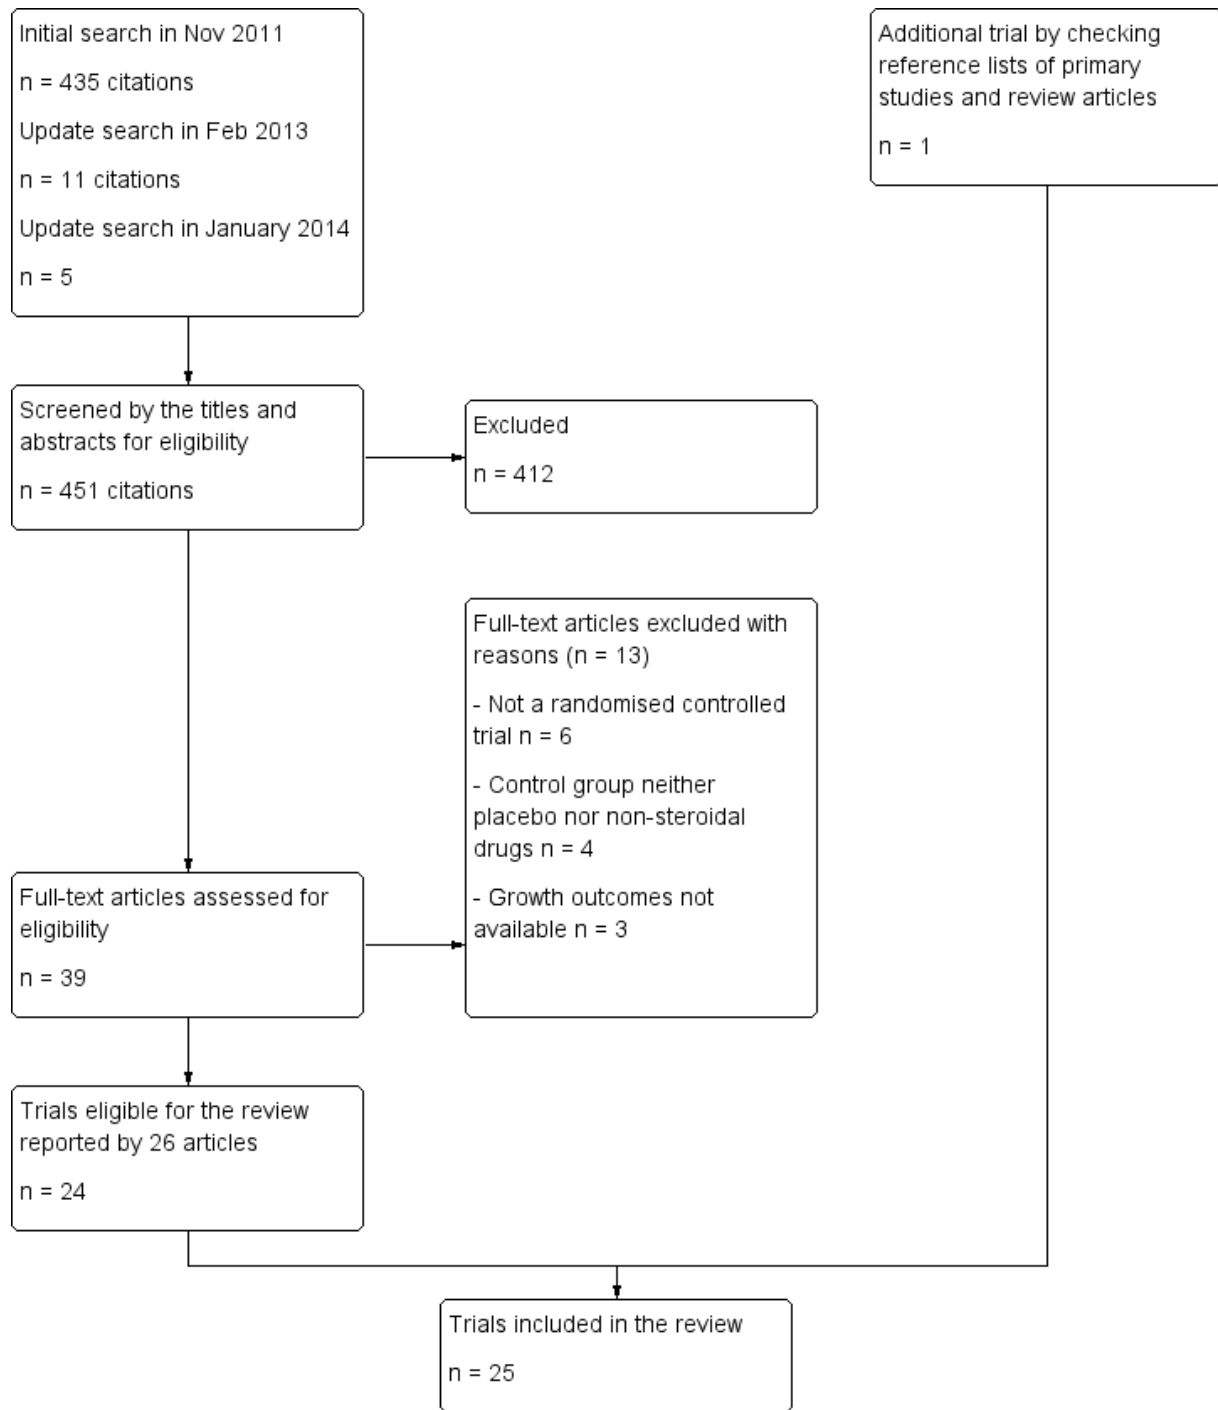 Initial search in Nov 2011
n = 435 citations
Update search in Feb 2013
n = 11 citations
Update search in January 2014
n = 5
Additional trial by checking
reference lists of primary
studies and review articles
n = 1
Screened by the titles and
abstracts for eligibility
n = 451 citations
Excluded
n = 412
Full-text articles excluded with
reasons (n = 13)
- Not a randomised controlled
trial n = 6
- Control group neither
placebo nor non-steroidal
drugs n = 4
- Growth outcomes not
available n = 3
Full-text articles assessed for
eligibility
n = 39
Trials eligible for the review
reported by 26 articles
n = 24
Trials included in the review
n = 25